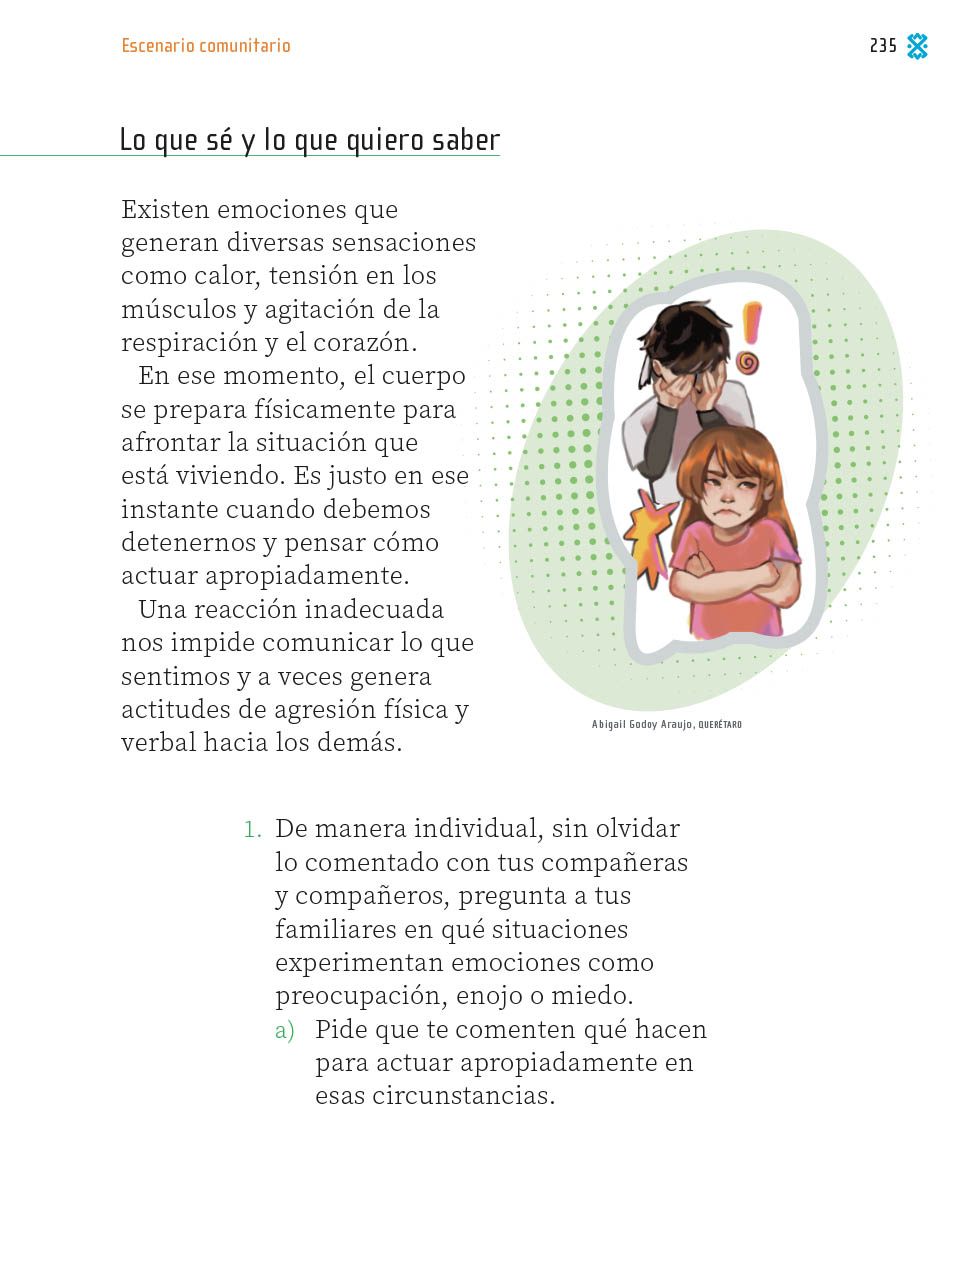 Escenario comunitario
235
Lo que sé y lo que quiero saber
Existen emociones que
generan diversas sensaciones
como calor, tensión en los
músculos y agitación de la
respiración y el corazón.
En ese momento, el cuerpo
se prepara físicamente para
afrontar la situación que
está viviendo. Es justo en ese
instante cuando debemos
detenernos y pensar cómo
actuar apropiadamente.
Una reacción inadecuada
nos impide comunicar lo que
sentimos y a veces genera
actitudes de agresión física y
verbal hacia los demás.
!
Abigail Godoy Araujo, QUERÉTARO
1. De manera individual, sin olvidar
lo comentado con tus compañeras
y compañeros, pregunta a tus
familiares en qué situaciones
experimentan emociones como
preocupación, enojo o miedo.
a) Pide que te comenten qué hacen
para actuar apropiadamente en
esas circunstancias.